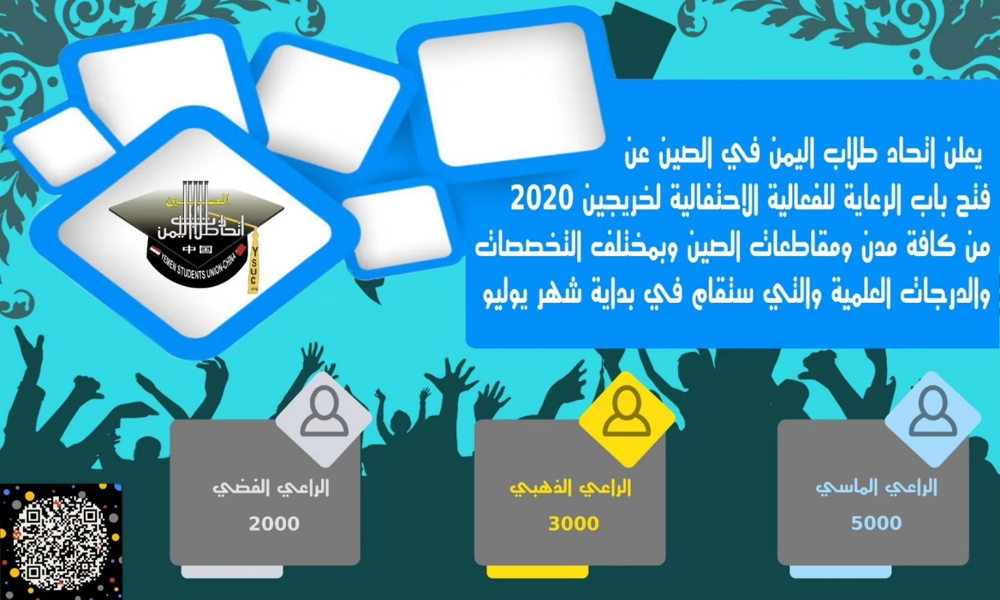 الصين
اتحاد طلاب اليمن
中国
YEMEN STUDENTS UNION-CHINA
YSUC
.org
يعلن اتحاد طلاب اليمن في الصين عن
فتح باب الرعاية للفعالية الاحتفالية لخريجين 2020
من كافة مدن ومقاطعات الصين وبمختلف التخصصات
والدرجات العلمية والتي ستقام في بداية شهر يوليو
الراعي الماسي
5000
الراعي الذهبي
3000
الراعي الفضي
2000